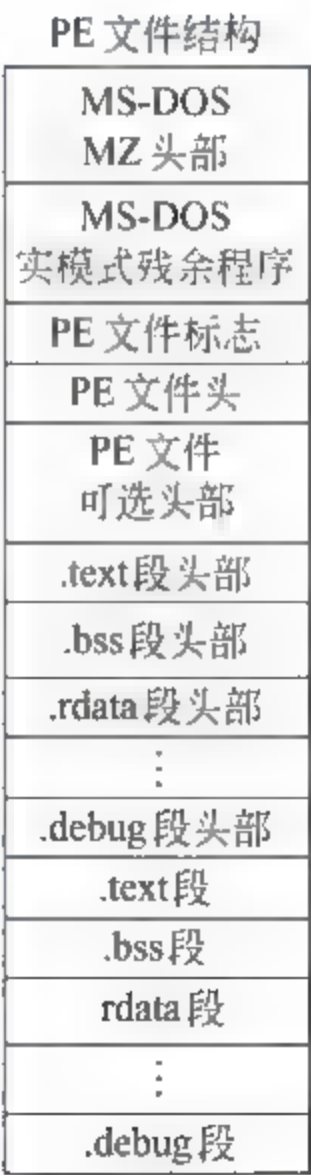 PE 文件结构
MS-DOS
MZ 头部
MS-DOS
实模式残余程序
PE 文件标志
PE 文件头
PE 文件
可选头部
.text段头部
.bss段头部
.rdata段头部
⋮
.debug段头部
.text段
.bss段
rdata段
⋮
.debug段